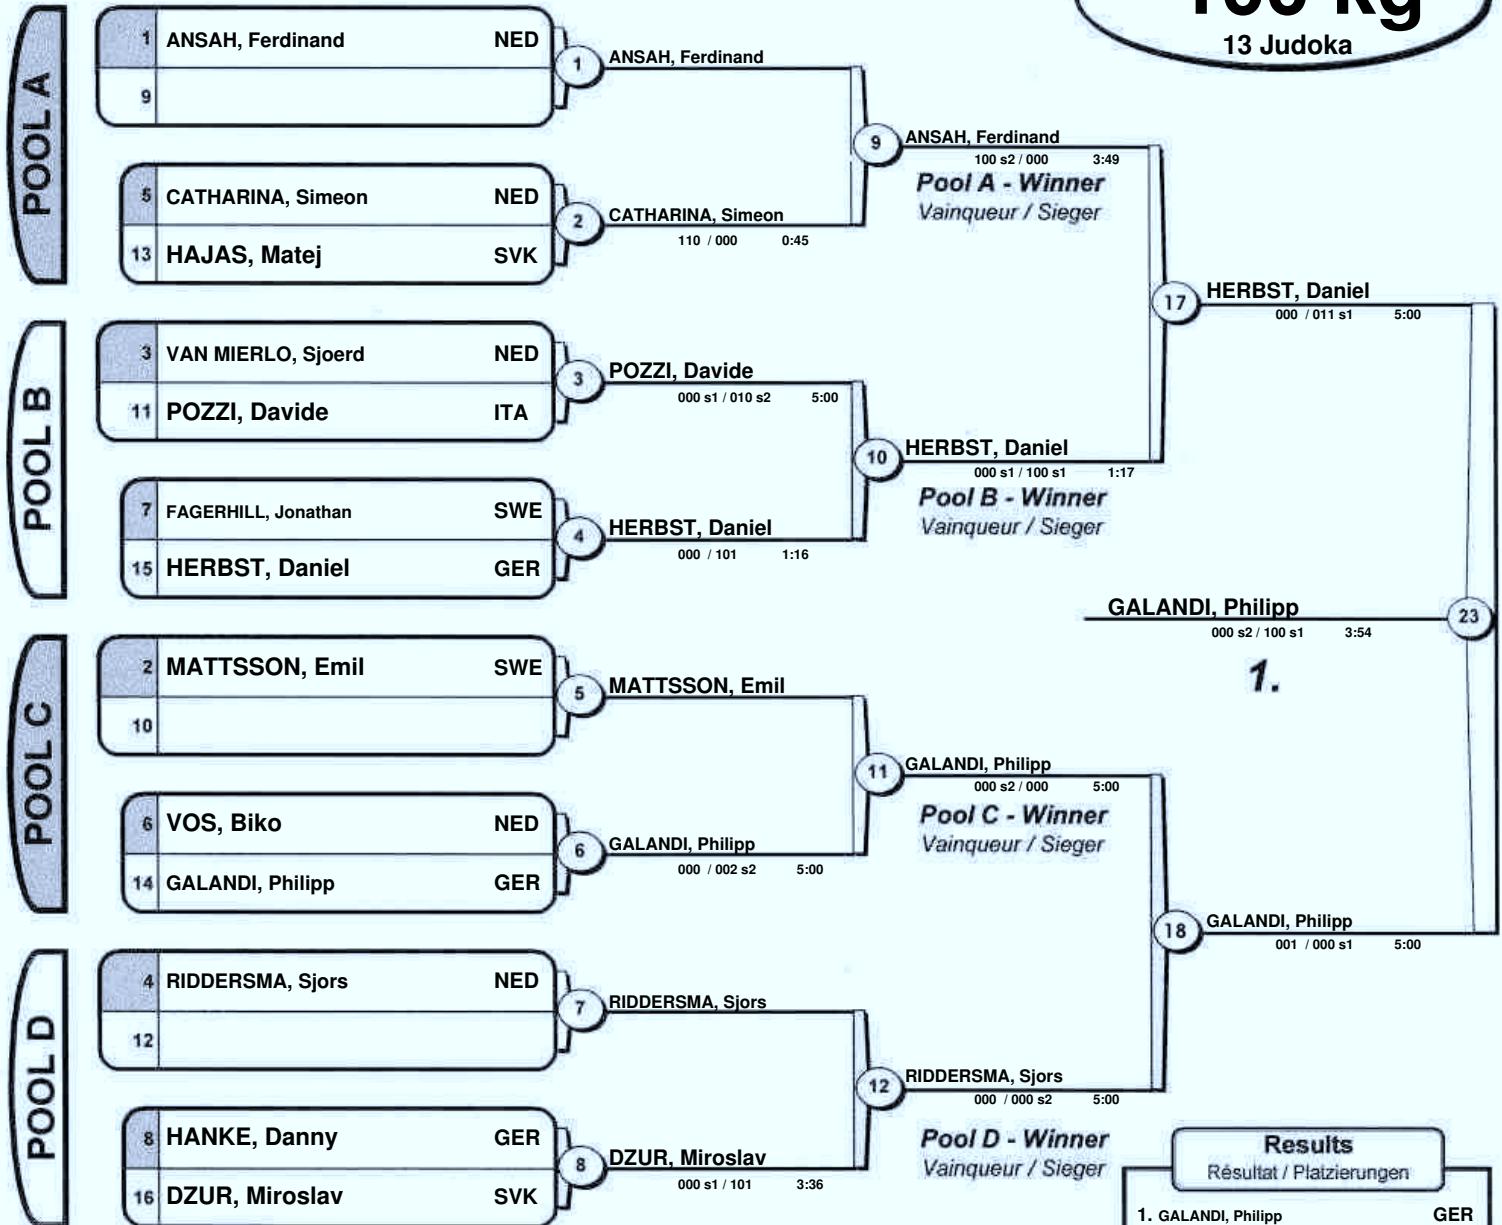 100 kg
13 Judoka
POOL A
1 ANSAH, Ferdinand NED
9
1
ANSAH, Ferdinand
5 CATHARINA, Simeon NED
13 HAJAS, Matej SVK
2
CATHARINA, Simeon
110 / 000 0:45
9
ANSAH, Ferdinand
100 s2 / 000 3:49
Pool A - Winner
Vainqueur / Sieger
POOL B
3 VAN MIERLO, Sjoerd NED
11 POZZI, Davide ITA
3
POZZI, Davide
000 s1 / 010 s2 5:00
7 FAGERHILL, Jonathan SWE
15 HERBST, Daniel GER
4
HERBST, Daniel
000 / 101 1:16
10
HERBST, Daniel
000 s1 / 100 s1 1:17
Pool B - Winner
Vainqueur / Sieger
17
HERBST, Daniel
000 / 011 s1 5:00
GALANDI, Philipp
23
000 s2 / 100 s1 3:54
1.
POOL C
2 MATTSSON, Emil SWE
10
5
MATTSSON, Emil
6 VOS, Biko NED
14 GALANDI, Philipp GER
6
GALANDI, Philipp
000 / 002 s2 5:00
11
GALANDI, Philipp
000 s2 / 000 5:00
Pool C - Winner
Vainqueur / Sieger
18
GALANDI, Philipp
001 / 000 s1 5:00
POOL D
4 RIDDERSMA, Sjors NED
12
7
RIDDERSMA, Sjors
8 HANKE, Danny GER
16 DZUR, Miroslav SVK
8
DZUR, Miroslav
000 s1 / 101 3:36
12
RIDDERSMA, Sjors
000 / 000 s2 5:00
Pool D - Winner
Vainqueur / Sieger
Results
Résultat / Platzierungen
1. GALANDI, Philipp GER